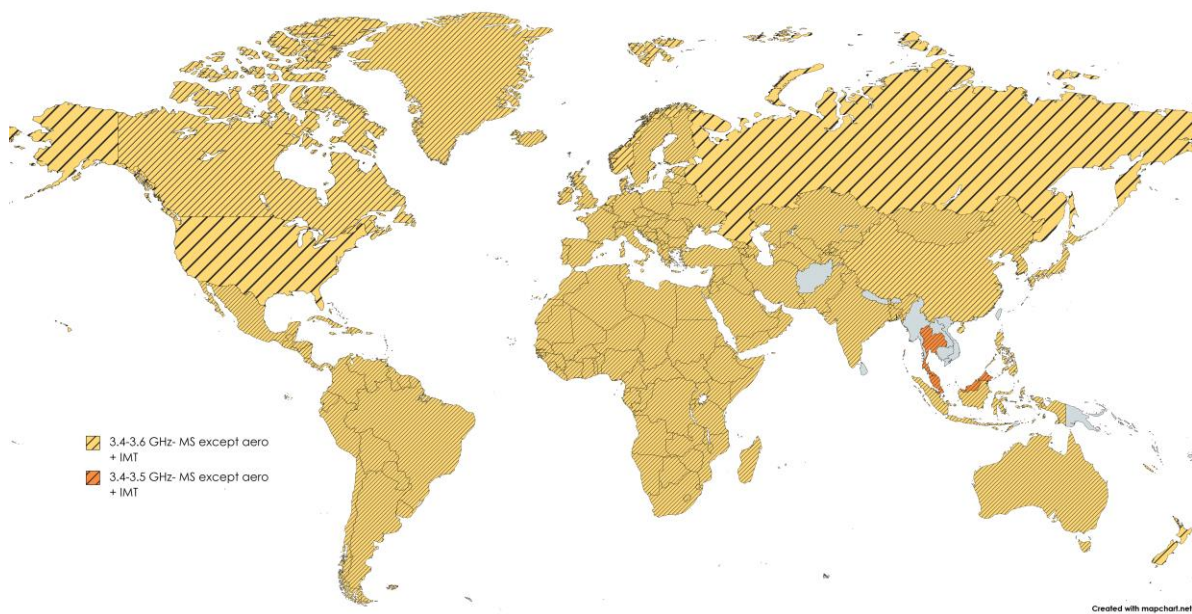 3.4-3.6 GHz- MS except aero
+ IMT
3.4-3.5 GHz- MS except aero
+ IMT
Created with mapchart.net